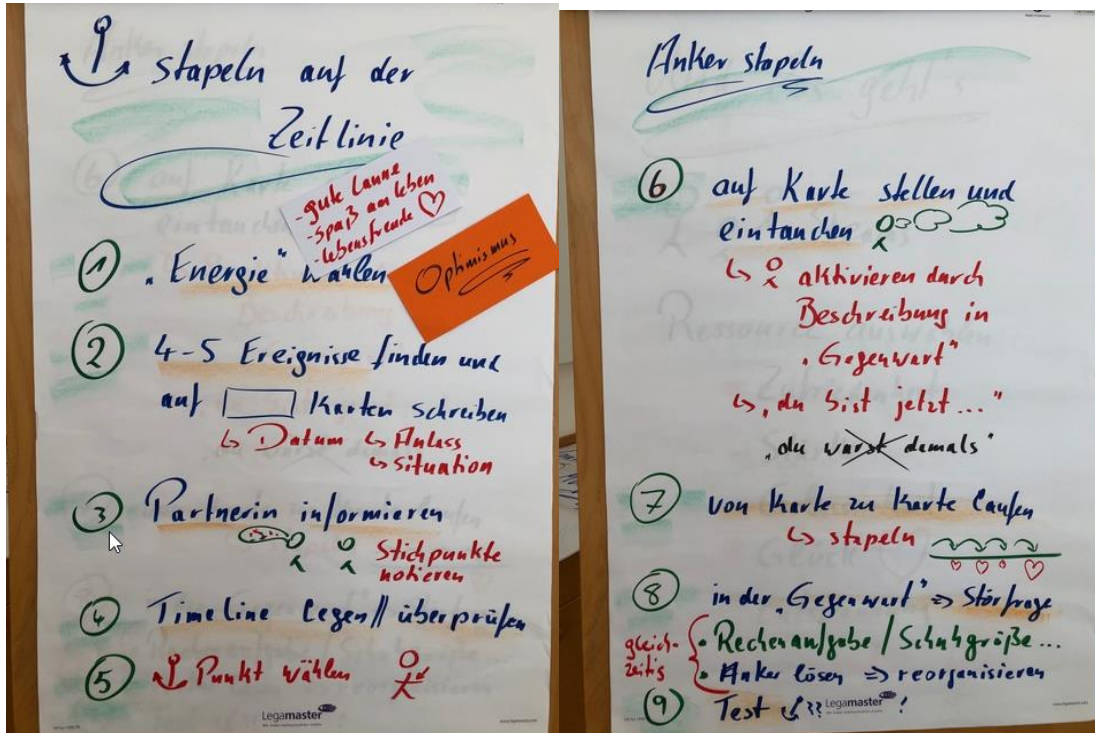 stapeln auf der
Zeitlinie
- gute Laune
- Spaß am Leben
- Lebensfreude
Optimismus
1 „Energie" wählen
2 4-5 Ereignisse finden und
auf Karten schreiben
↳ Datum ↳ Anlass
↳ Situation
3 Partnerin informieren
Stichpunkte
notieren
4 Timeline legen // überprüfen
5 Punkt wählen
Legamaster
Anker stapeln
6 auf Karte stellen und
eintauchen
↳ aktivieren durch
Beschreibung in
„Gegenwart"
↳ „du bist jetzt..."
„du warst damals"
7 von Karte zu Karte laufen
↳ stapeln
8 in der „Gegenwart" => Störfrage
gleich-
zeitig
• Rechenaufgabe / Schuhgröße...
• Anker lösen => reorganisieren
9 Test ?? !
Legamaster